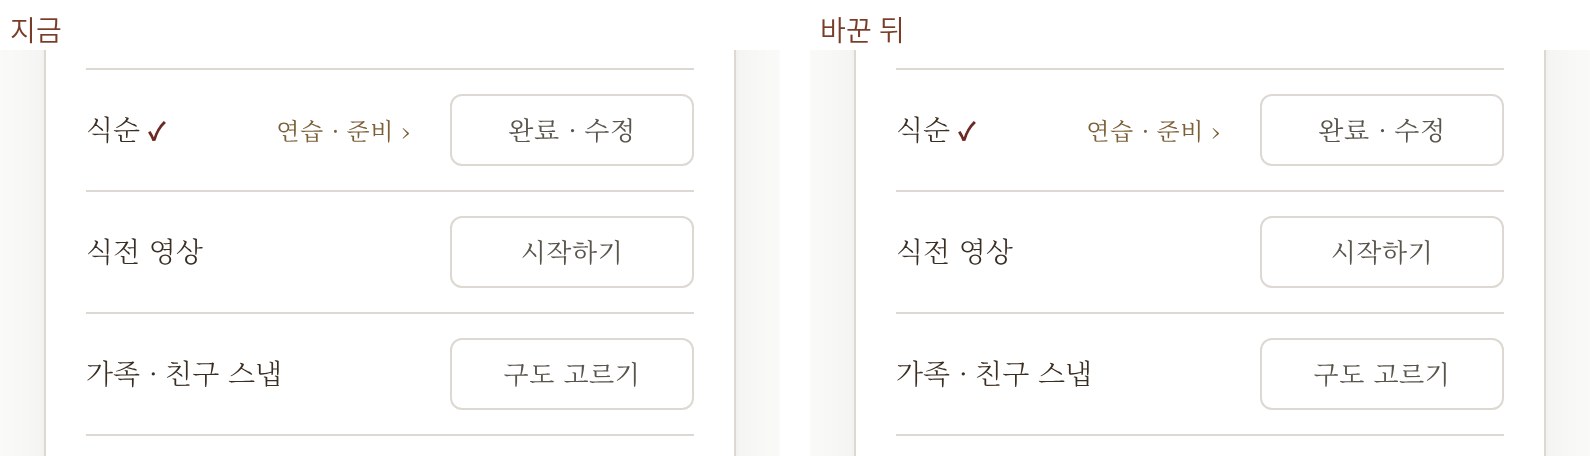 지금
식순 ✓ 연습 · 준비 › 완료 · 수정
식전 영상 시작하기
가족 · 친구 스냅 구도 고르기
바꾼 뒤
식순 ✓ 연습 · 준비 › 완료 · 수정
식전 영상 시작하기
가족 · 친구 스냅 구도 고르기